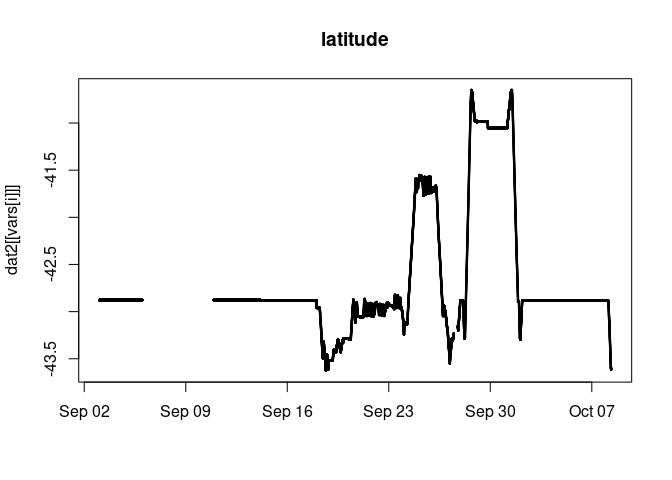 latitude
dat2[[vars[i]]]
-41.5
-42.5
-43.5
Sep 02
Sep 09
Sep 16
Sep 23
Sep 30
Oct 07